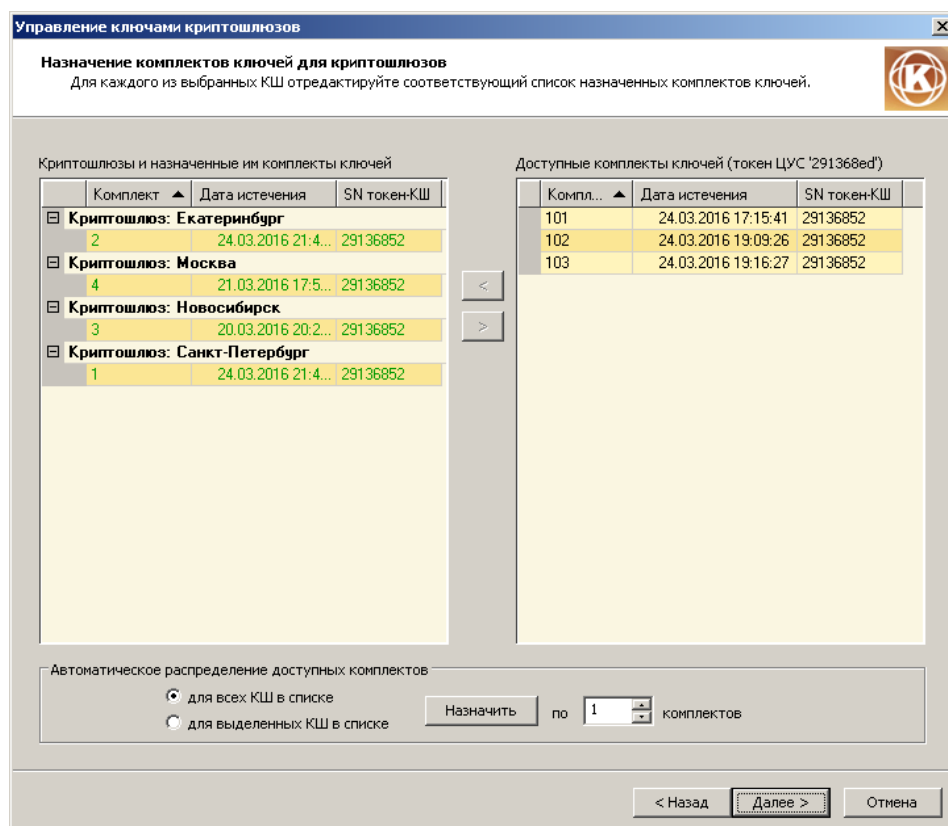 Управление ключами криптошлюзов
Назначение комплектов ключей для криптошлюзов
Для каждого из выбранных КШ отредактируйте соответствующий список назначенных комплектов ключей.
K
Криптошлюзы и назначенные им комплекты ключей
Комплект Дата истечения SN токен-КШ
Криптошлюз: Екатеринбург
2 24.03.2016 21:4... 29136852
Криптошлюз: Москва
4 21.03.2016 17:5... 29136852
Криптошлюз: Новосибирск
3 20.03.2016 20:2... 29136852
Криптошлюз: Санкт-Петербург
1 24.03.2016 21:4... 29136852
<
>
Доступные комплекты ключей (токен ЦУС '291368ed')
Компл... Дата истечения SN токен-КШ
101 24.03.2016 17:15:41 29136852
102 24.03.2016 19:09:26 29136852
103 24.03.2016 19:16:27 29136852
Автоматическое распределение доступных комплектов
для всех КШ в списке
для выделенных КШ в списке
Назначить по 1 комплектов
< Назад Далее > Отмена